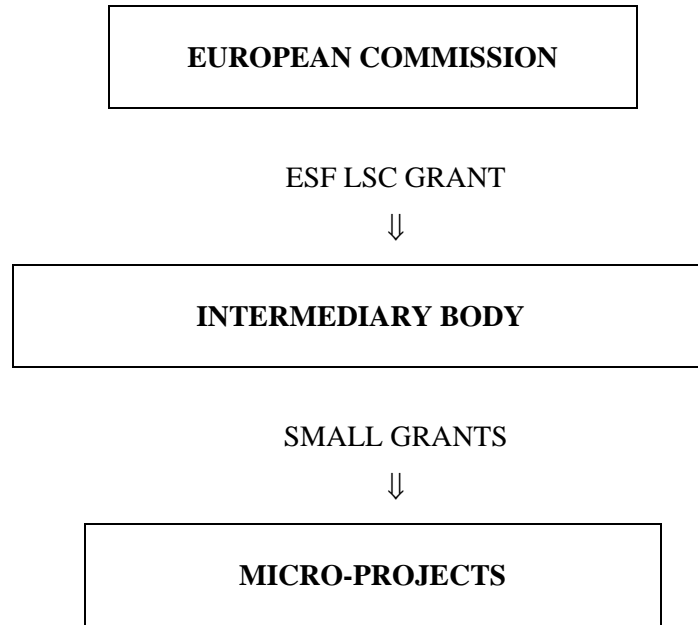 EUROPEAN COMMISSION
ESF LSC GRANT
⇓
INTERMEDIARY BODY
SMALL GRANTS
⇓
MICRO-PROJECTS